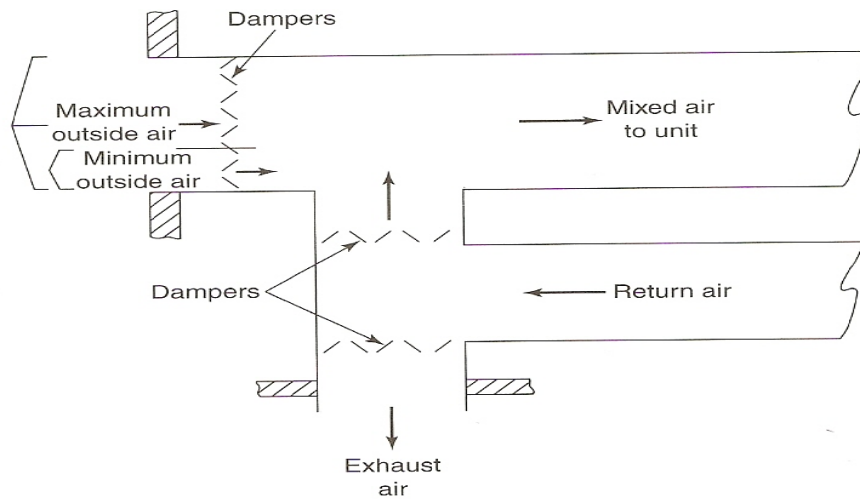 Dampers
Maximum
outside air
Minimum
outside air
Mixed air
to unit
Dampers
Return air
Exhaust
air